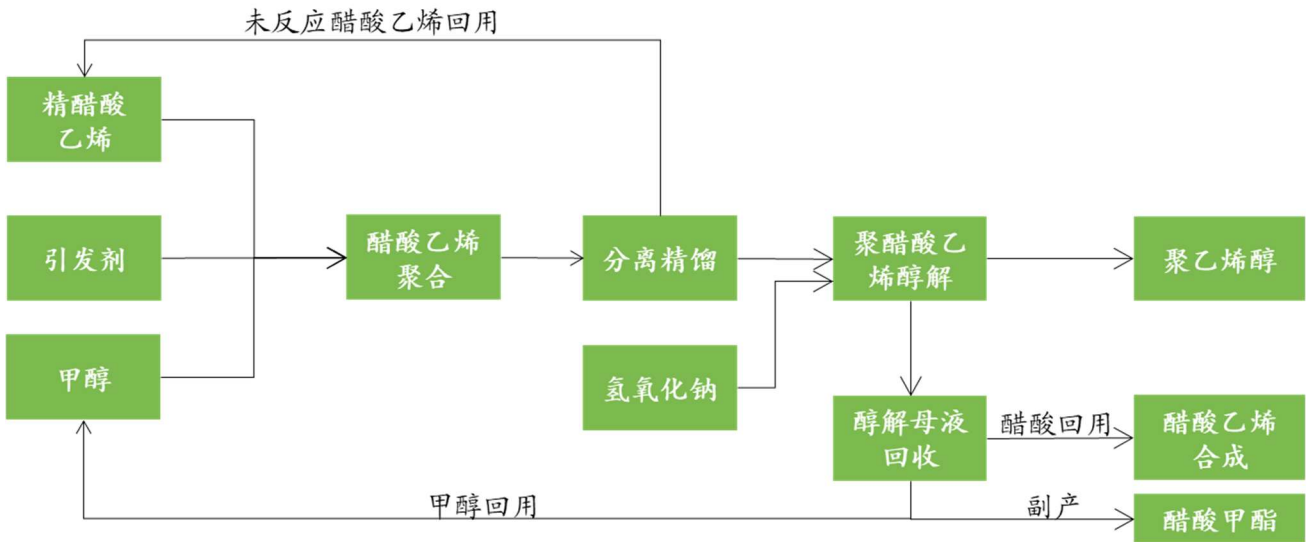 未反应醋酸乙烯回用
精醋酸
乙烯
引发剂
甲醇
醋酸乙烯
聚合
分离精馏
氢氧化钠
聚醋酸乙
烯醇解
聚乙烯醇
醇解母液
回收
醋酸回用
醋酸乙烯
合成
甲醇回用
副产
醋酸甲酯